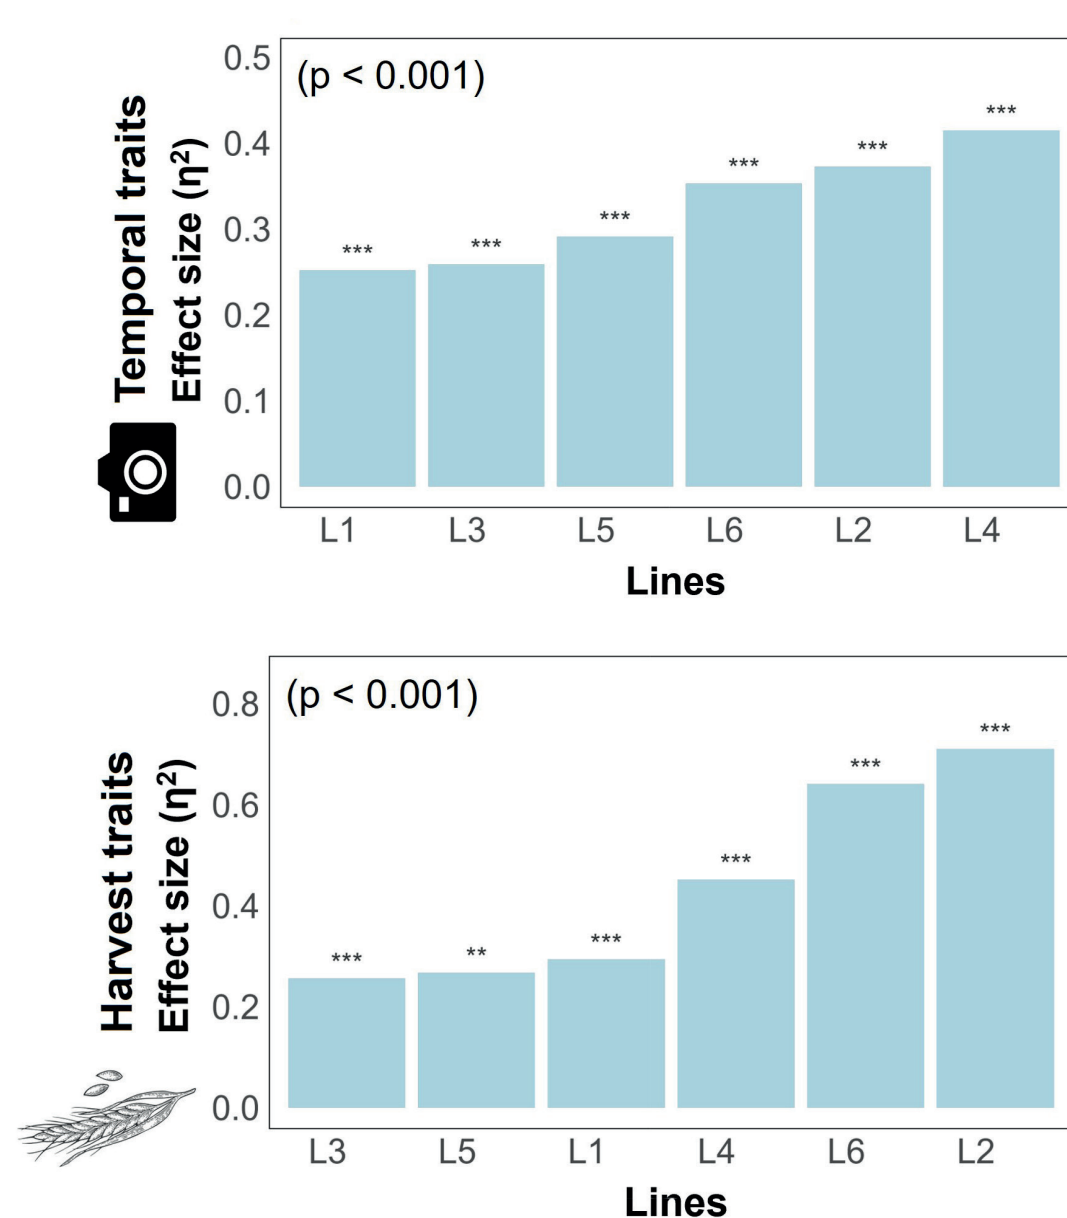 Temporal traits
Effect size (η²)
(p < 0.001)
0.5
0.4
0.3
0.2
0.1
0.0
*** *** *** *** *** ***
L1 L3 L5 L6 L2 L4
Lines
Harvest traits
Effect size (η²)
(p < 0.001)
0.8
0.6
0.4
0.2
0.0
*** ** *** *** *** ***
L3 L5 L1 L4 L6 L2
Lines